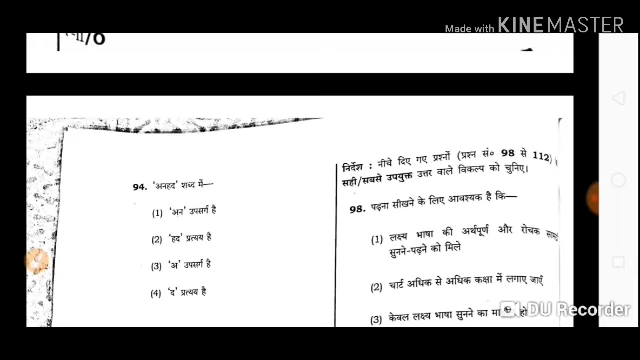 Made with KINEMASTER
94. 'अनहद' शब्द में—
(1) 'अन' उपसर्ग है
(2) 'हद' प्रत्यय है
(3) 'अ' उपसर्ग है
(4) 'द' प्रत्यय है
निर्देश : नीचे दिए गए प्रश्नों (प्रश्न सं० 98 से 112)
सही/सबसे उपयुक्त उत्तर वाले विकल्प को चुनिए।
98. पढ़ना सीखने के लिए आवश्यक है कि—
(1) लक्ष्य भाषा की अर्थपूर्ण और रोचक
सुनने-पढ़ने को मिले
(2) चार्ट अधिक से अधिक कक्षा में लगाए जाएँ
(3) केवल लक्ष्य भाषा सुनने का हो
DU Recorder